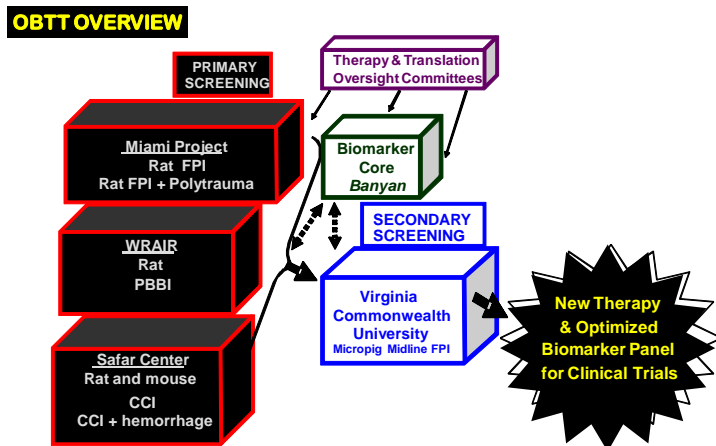 OBTT OVERVIEW
PRIMARY
SCREENING
Therapy & Translation
Oversight Committees
Miami Project
Rat FPI
Rat FPI + Polytrauma
Biomarker
Core
Banyan
WRAIR
Rat
PBBI
SECONDARY
SCREENING
Virginia
Commonwealth
University
Micropig Midline FPI
Safar Center
Rat and mouse
CCI
CCI + hemorrhage
New Therapy
& Optimized
Biomarker Panel
for Clinical Trials